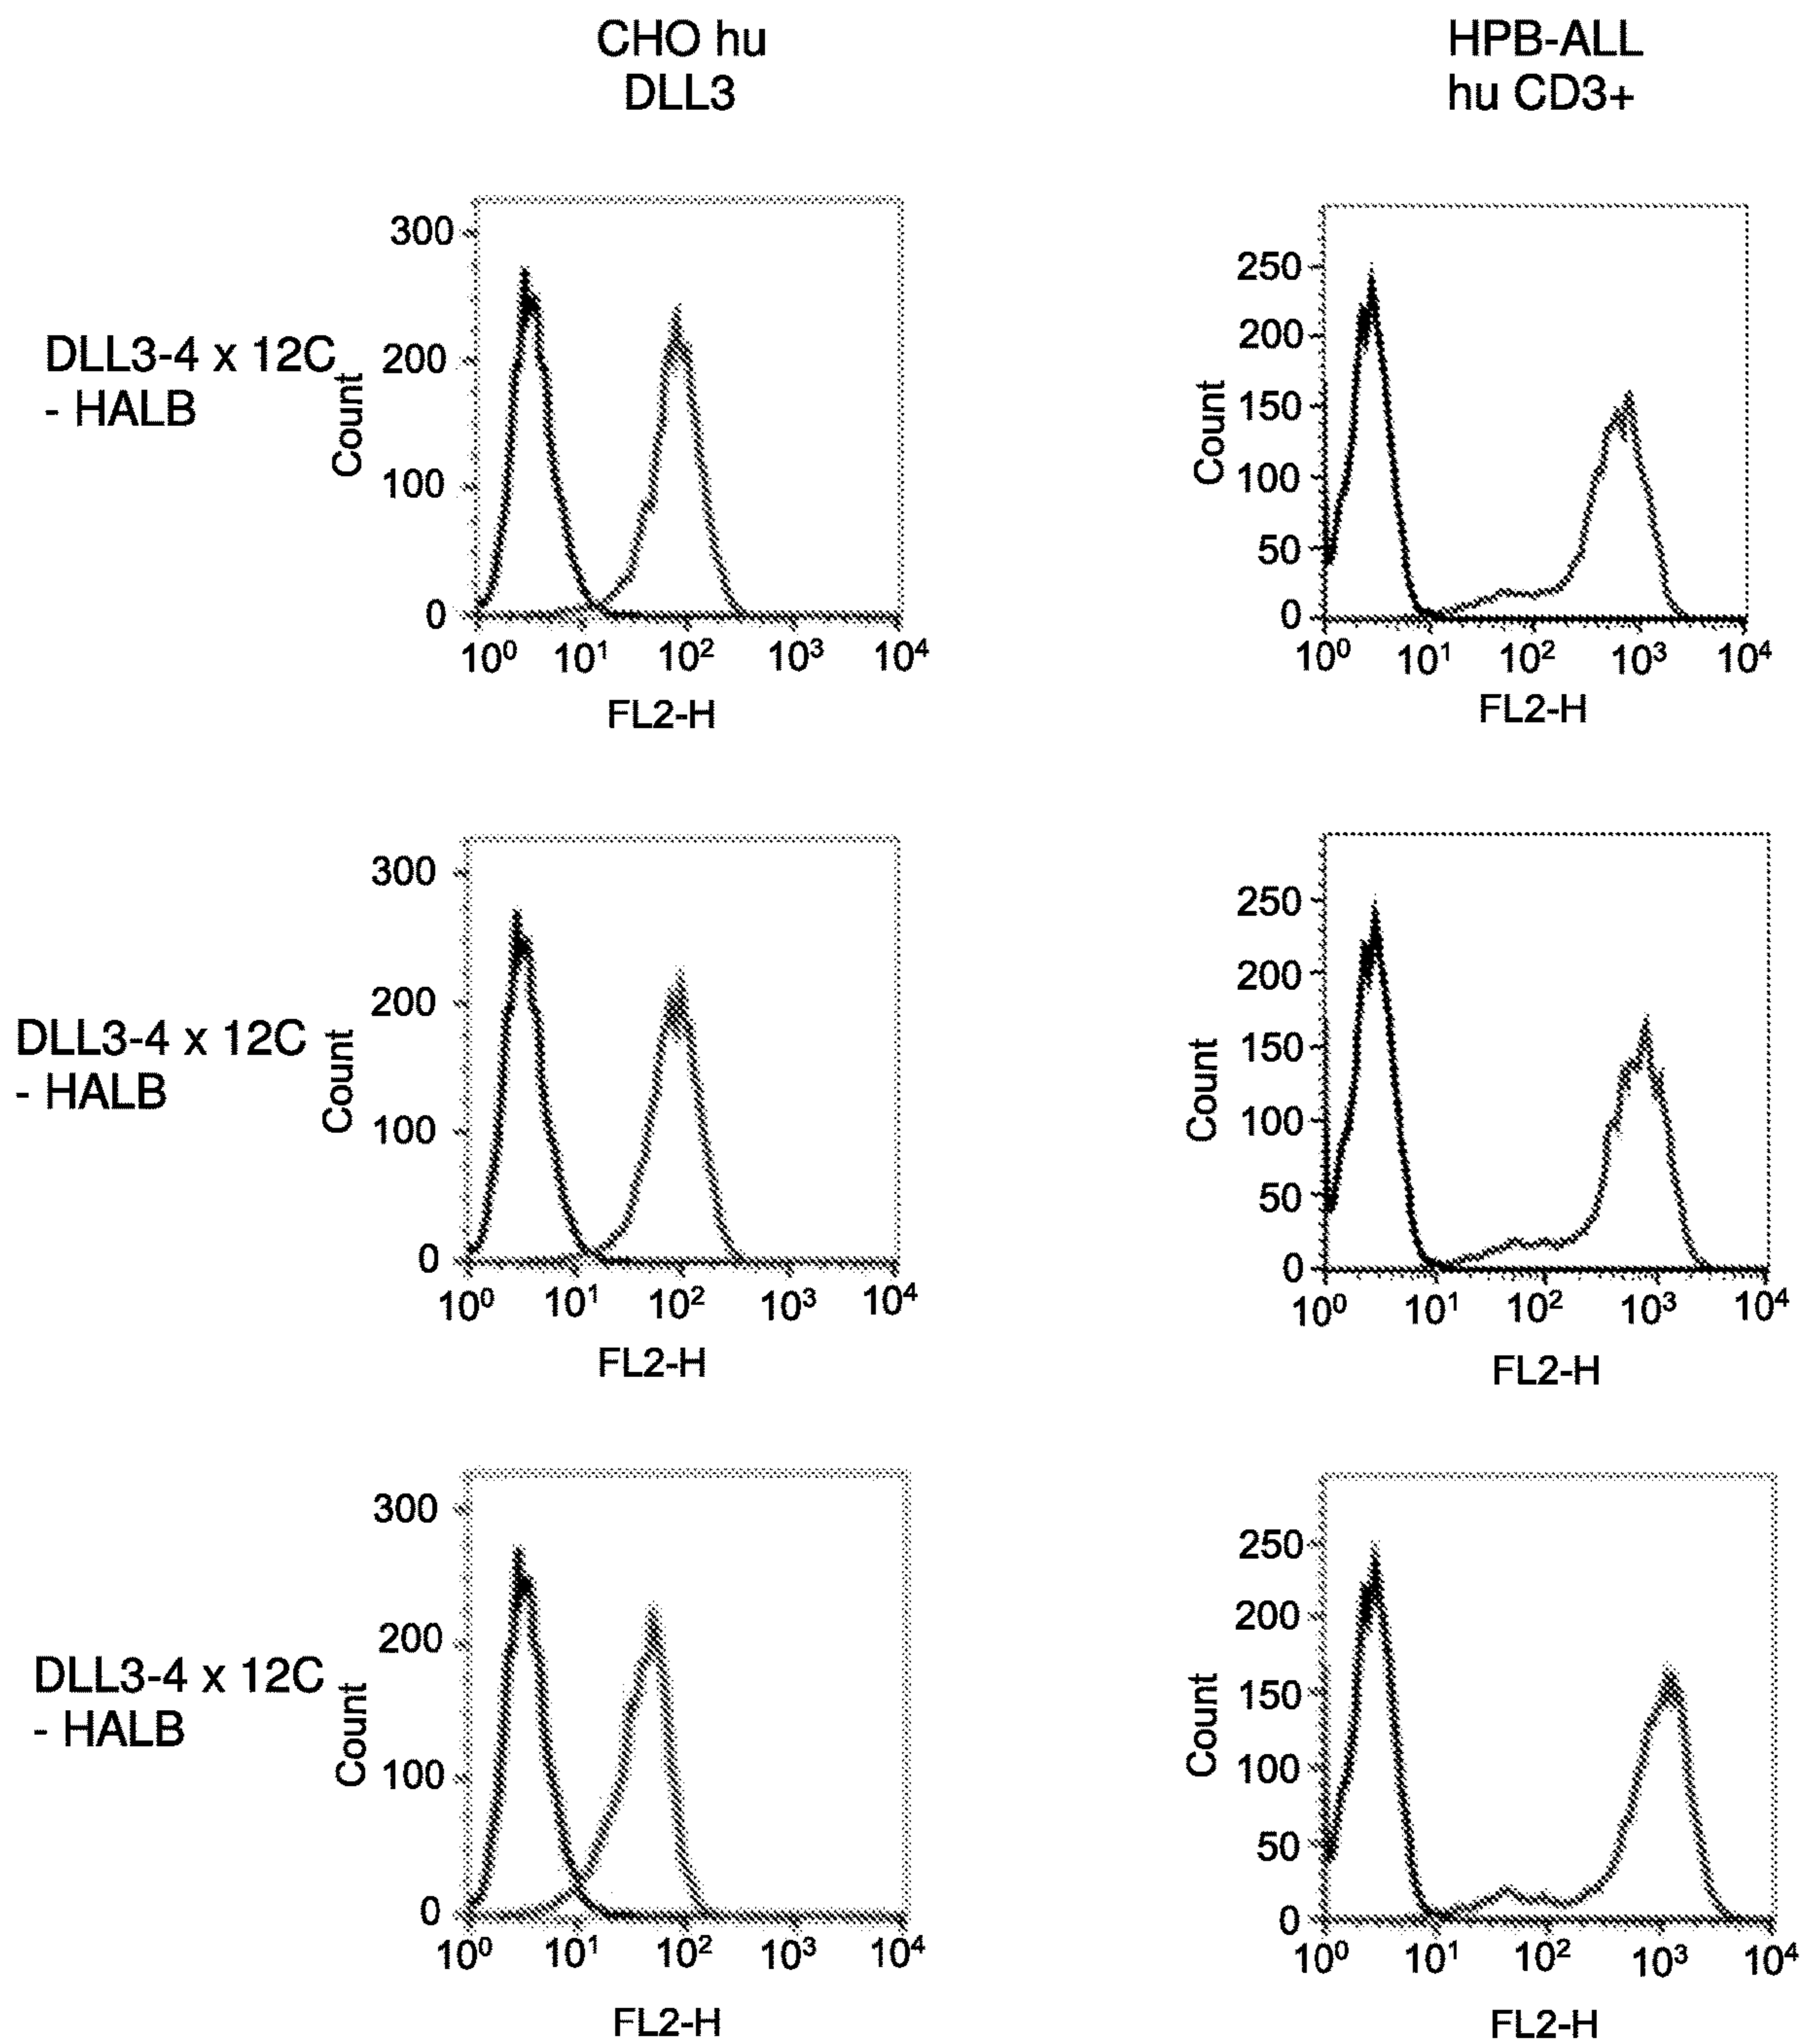 CHO hu
DLL3
HPB-ALL
hu CD3+
DLL3-4 x 12C
- HALB
Count
300
200
100
0
10⁰ 10¹ 10² 10³ 10⁴
FL2-H
Count
250
200
150
100
50
0
10⁰ 10¹ 10² 10³ 10⁴
FL2-H
DLL3-4 x 12C
- HALB
Count
300
200
100
0
10⁰ 10¹ 10² 10³ 10⁴
FL2-H
Count
250
200
150
100
50
0
10⁰ 10¹ 10² 10³ 10⁴
FL2-H
DLL3-4 x 12C
- HALB
Count
300
200
100
0
10⁰ 10¹ 10² 10³ 10⁴
FL2-H
Count
250
200
150
100
50
0
10⁰ 10¹ 10² 10³ 10⁴
FL2-H